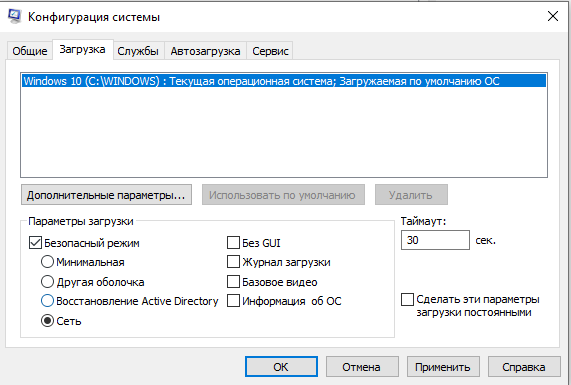 Конфигурация системы
Общие Загрузка Службы Автозагрузка Сервис
Windows 10 (C:\WINDOWS) : Текущая операционная система; Загружаемая по умолчанию ОС
Дополнительные параметры... Использовать по умолчанию Удалить
Параметры загрузки
Таймаут:
Безопасный режим Без GUI
30 сек.
Минимальная Журнал загрузки
Другая оболочка Базовое видео
Восстановление Active Directory Информация об ОС
Сделать эти параметры
загрузки постоянными
Сеть
ОК Отмена Применить Справка